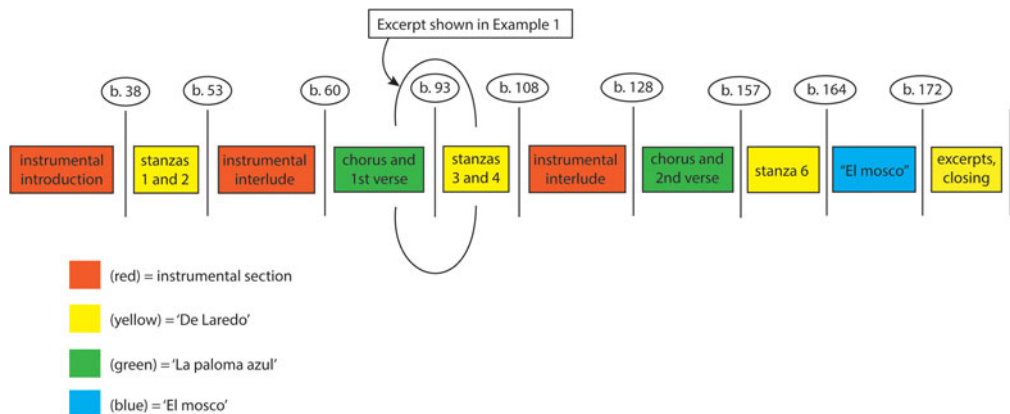 Excerpt shown in Example 1
b. 38
b. 53
b. 60
b. 93
b. 108
b. 128
b. 157
b. 164
b. 172
instrumental
introduction
stanzas
1 and 2
instrumental
interlude
chorus and
1st verse
stanzas
3 and 4
instrumental
interlude
chorus and
2nd verse
stanza 6
"El mosco"
excerpts,
closing
(red) = instrumental section
(yellow) = 'De Laredo'
(green) = 'La paloma azul'
(blue) = 'El mosco'